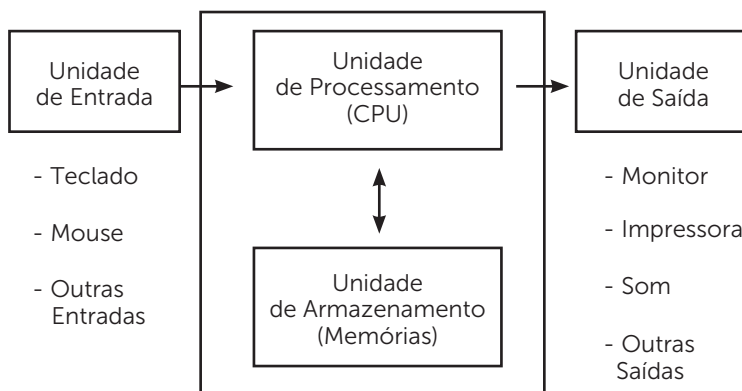 Unidade
de Entrada
- Teclado
- Mouse
- Outras
Entradas
Unidade
de Processamento
(CPU)
Unidade
de Armazenamento
(Memórias)
Unidade
de Saída
- Monitor
- Impressora
- Som
- Outras
Saídas